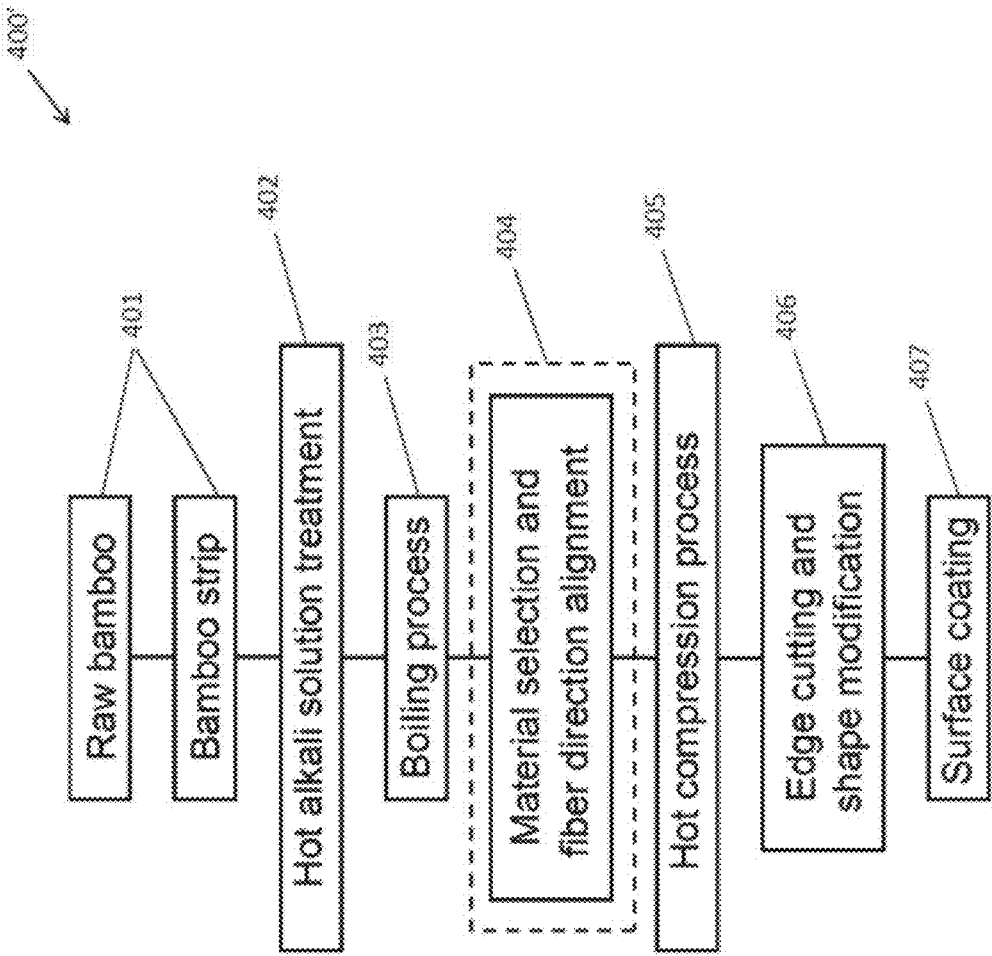 400'
Raw bamboo
401
Bamboo strip
Hot alkali solution treatment
402
Boiling process
403
Material selection and
fiber direction alignment
404
Hot compression process
405
Edge cutting and
shape modification
406
Surface coating
407